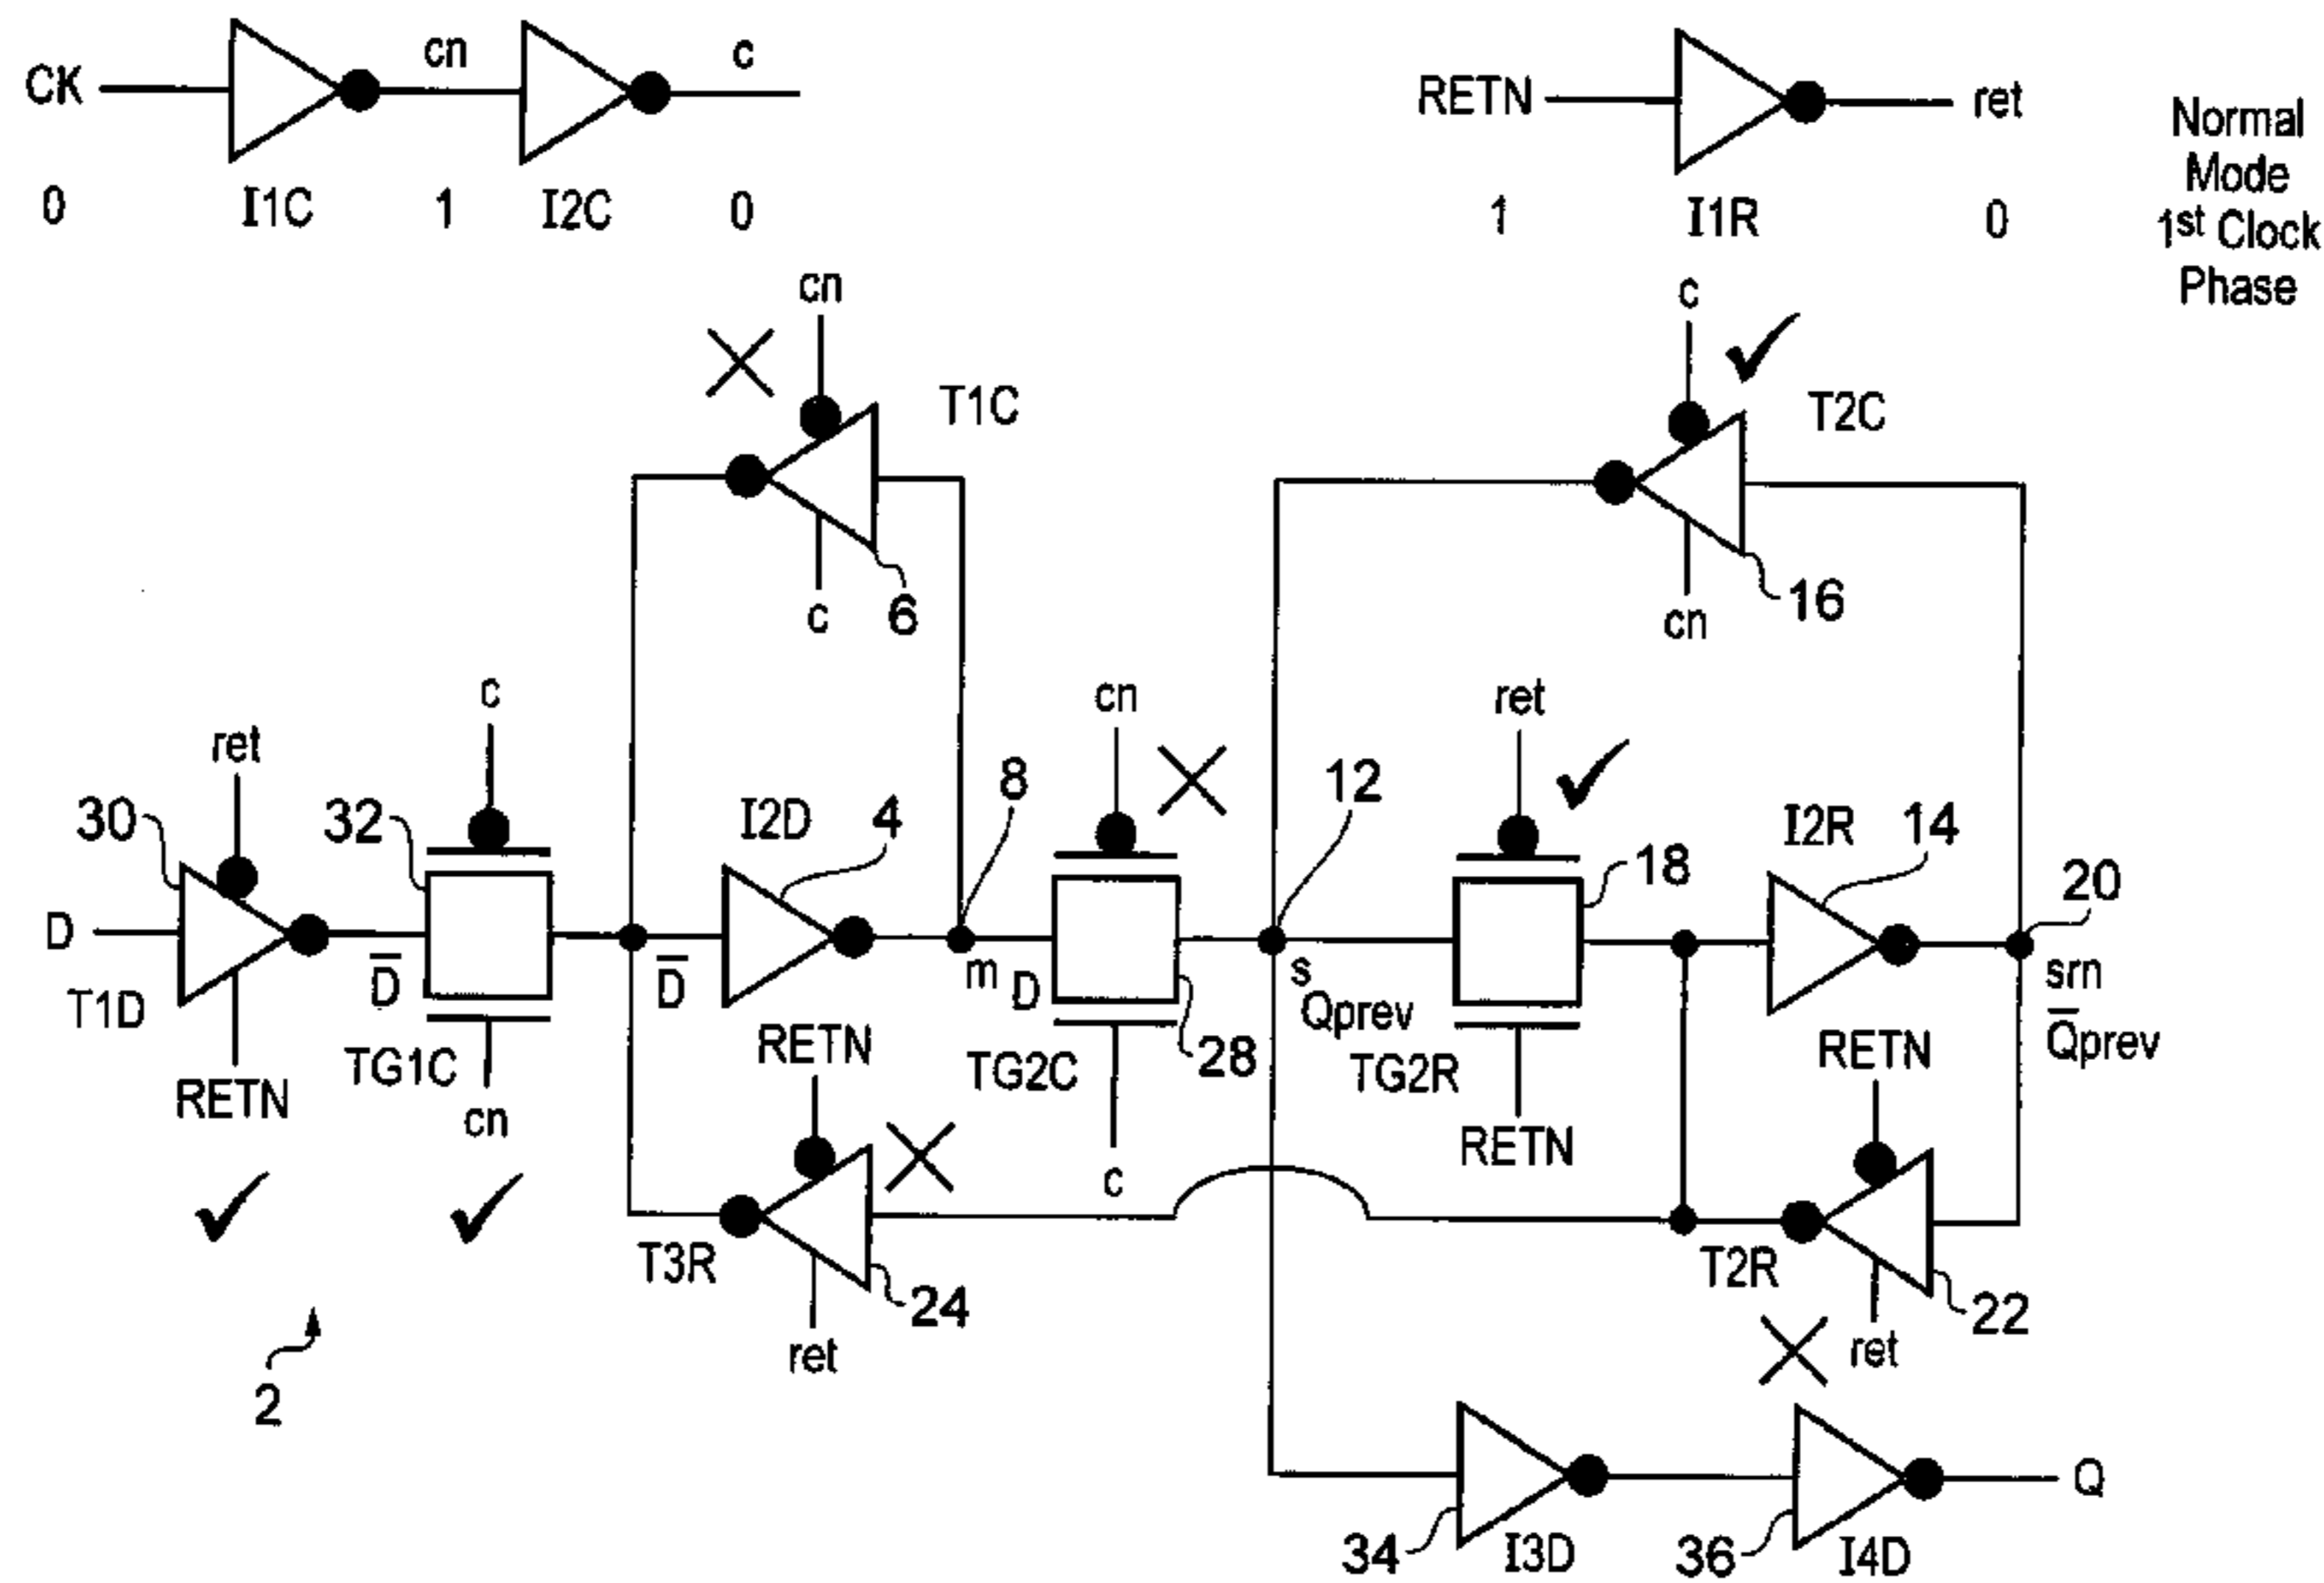 CK
cn
c
RETN
ret
Normal
Mode
1st Clock
Phase
0
I1C
1
I2C
0
1
I1R
0
cn
c
T1C
T2C
c
6
cn
16
c
cn
ret
ret
30
32
I2D
4
8
12
I2R
14
18
20
D
D̅
D̅
m
D
s
Qprev
srn
Q̅prev
T1D
RETN
TG1C
cn
RETN
TG2C
28
TG2R
RETN
RETN
c
T3R
24
T2R
22
ret
ret
2
34
I3D
36
I4D
Q